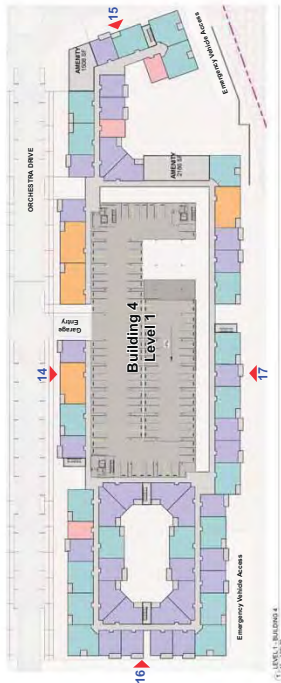 15
AMENITY
ORCHESTRA DRIVE
Emergency Vehicle Access
AMENITY
Garage
Entry
14
Building 4
Level 1
17
16
Emergency Vehicle Access
LEVEL 1 - BUILDING 4